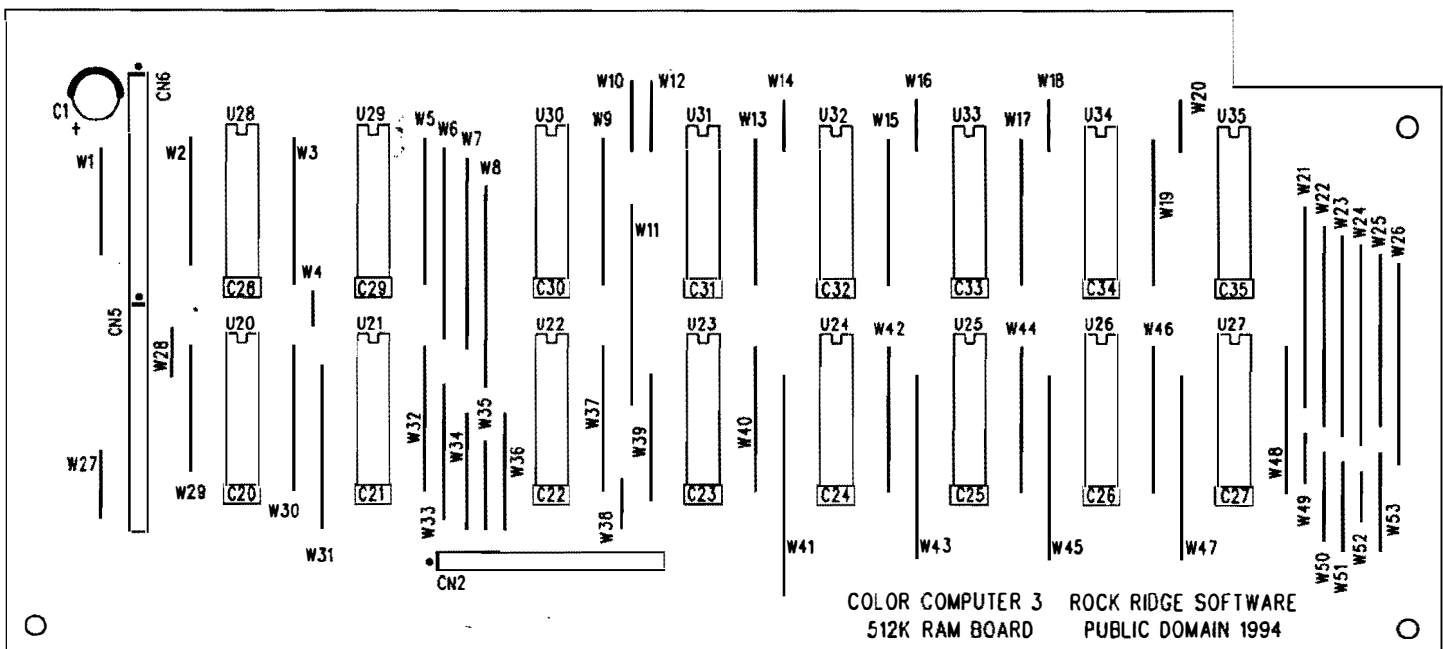 W10 W12 W14 W16 W18
CN6
C1
+
U28 U29 W5 W6 W7 W8 U30 W9 U31 W13 U32 W15 U33 W17 U34 W20 U35
W1 W2 W3
W21 W22 W23 W24 W25 W26
W19
W11
W4
C28 C29 C30 C31 C32 C33 C34 C35
CN5
U20 U21 U22 U23 U24 W42 U25 W44 U26 W46 U27
W28
W32 W34 W35 W36 W37 W39 W40
W27 W29 W48
C20 C21 C22 C23 C24 C25 C26 C27
W30 W33 W38 W49 W53
W31 W41 W43 W45 W47 W50 W51 W52
CN2
COLOR COMPUTER 3 ROCK RIDGE SOFTWARE
512K RAM BOARD PUBLIC DOMAIN 1994